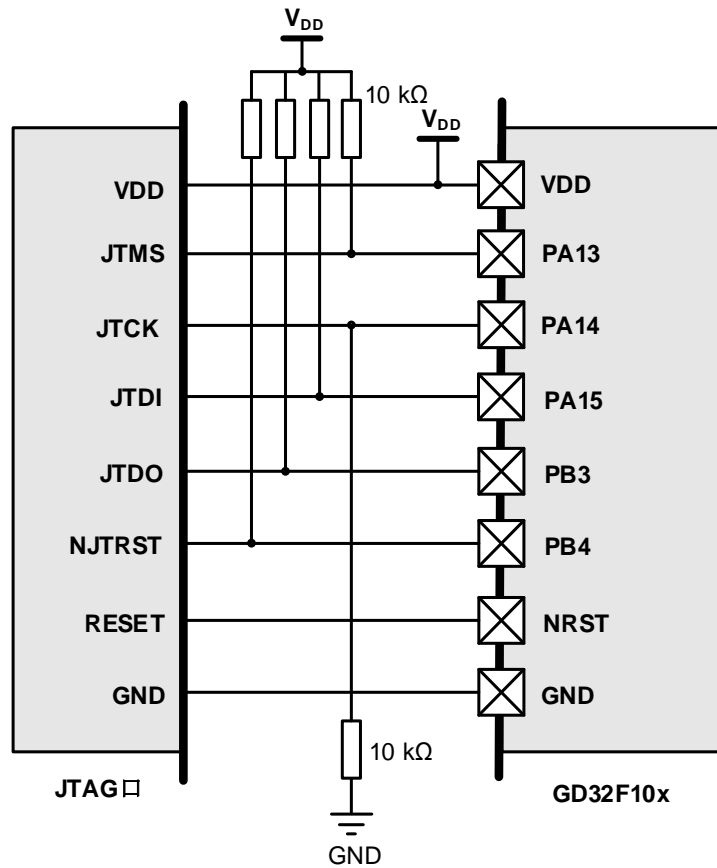 VDD
10 kΩ
VDD
VDD
VDD
JTMS
PA13
JTCK
PA14
JTDI
PA15
JTDO
PB3
NJTRST
PB4
RESET
NRST
GND
GND
10 kΩ
JTAG口
GD32F10x
GND